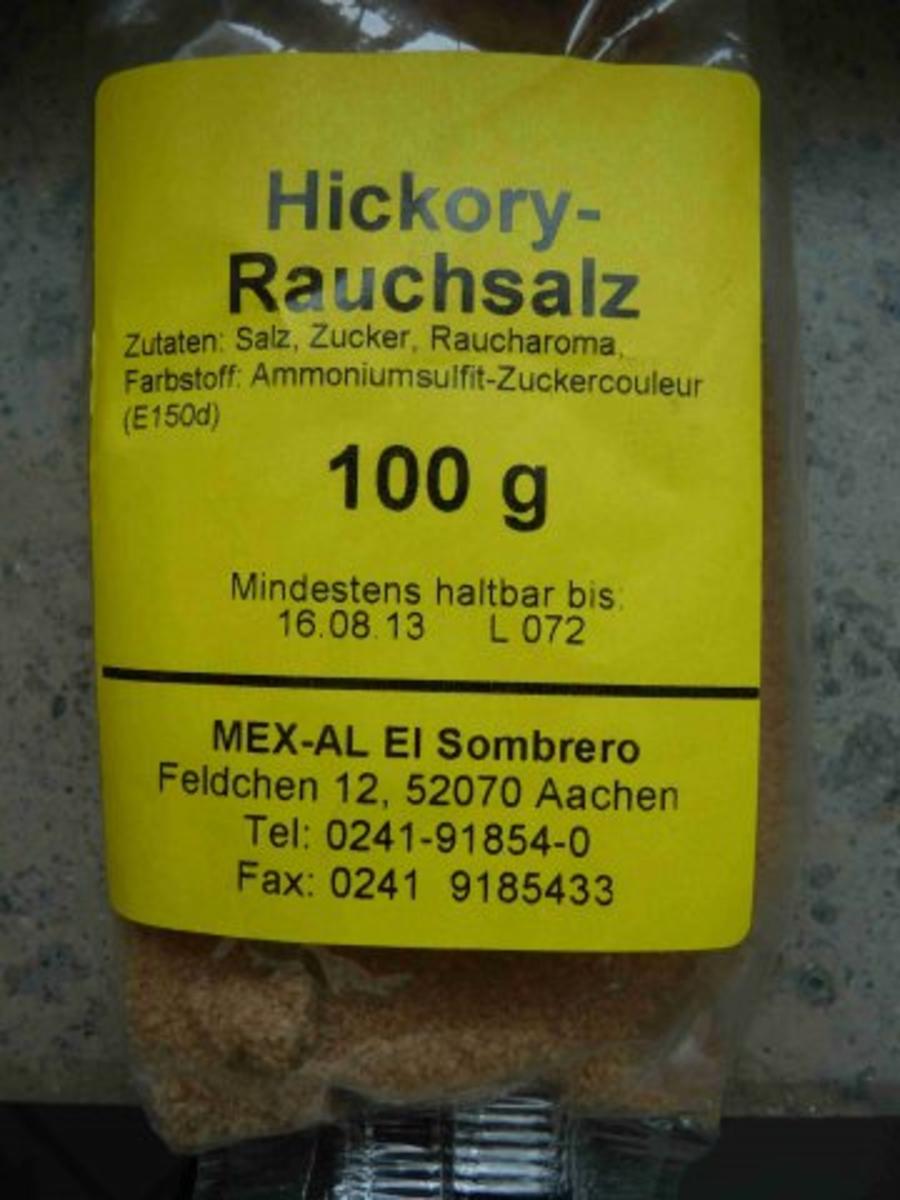 Hickory-
Rauchsalz
Zutaten: Salz, Zucker, Raucharoma,
Farbstoff: Ammoniumsulfit-Zuckercouleur
(E150d)
100 g
Mindestens haltbar bis:
16.08.13 L 072
MEX-AL El Sombrero
Feldchen 12, 52070 Aachen
Tel: 0241-91854-0
Fax: 0241 9185433